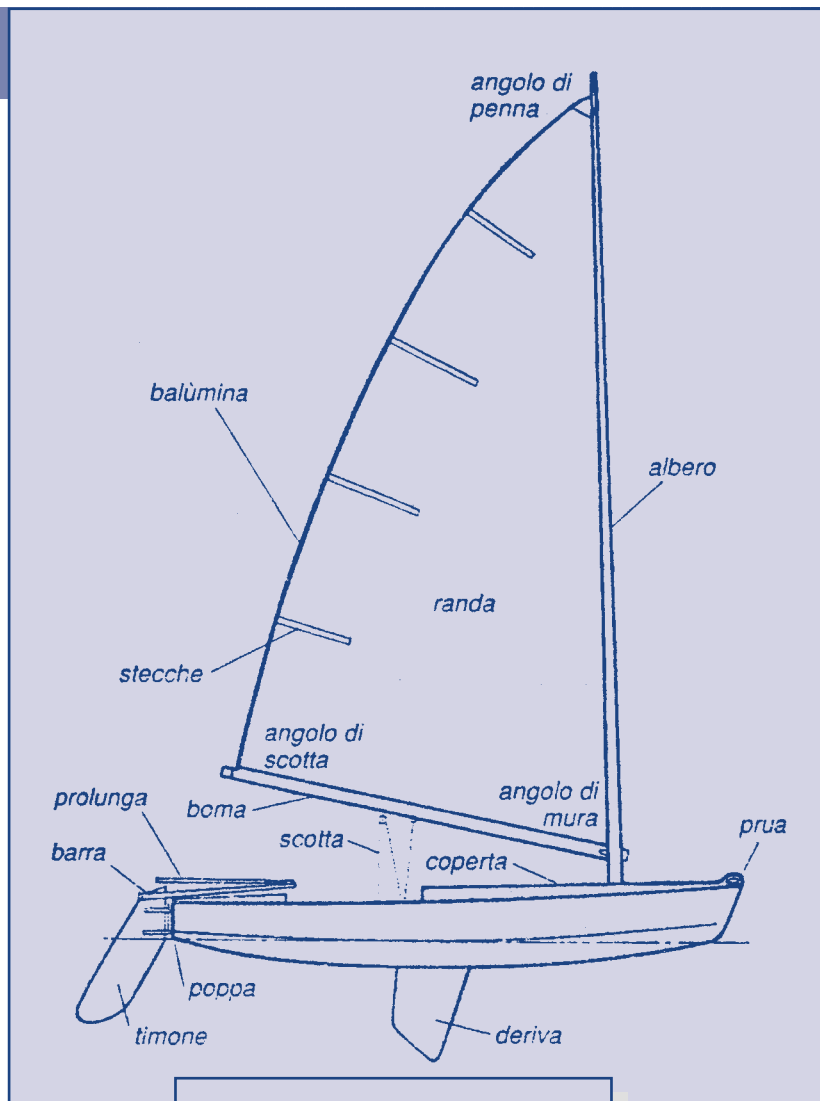 angolo di
penna
balùmina
albero
randa
stecche
angolo di
scotta
prolunga
boma
angolo di
mura
scotta
prua
barra
coperta
poppa
timone
deriva